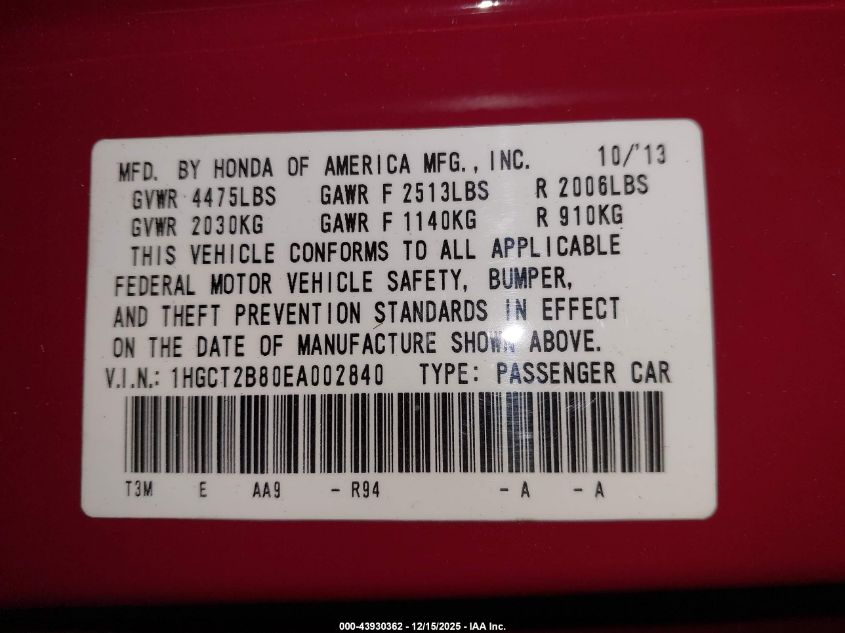 MFD. BY HONDA OF AMERICA MFG., INC. 10/'13
GVWR 4475LBS GAWR F 2513LBS R 2006LBS
GVWR 2030KG GAWR F 1140KG R 910KG
THIS VEHICLE CONFORMS TO ALL APPLICABLE
FEDERAL MOTOR VEHICLE SAFETY, BUMPER,
AND THEFT PREVENTION STANDARDS IN EFFECT
ON THE DATE OF MANUFACTURE SHOWN ABOVE.
V.I.N.: 1HGCT2B80EA002840 TYPE: PASSENGER CAR
T3M E AA9 - R94 - A - A
000-43930362 - 12/15/2025 - IAA Inc.